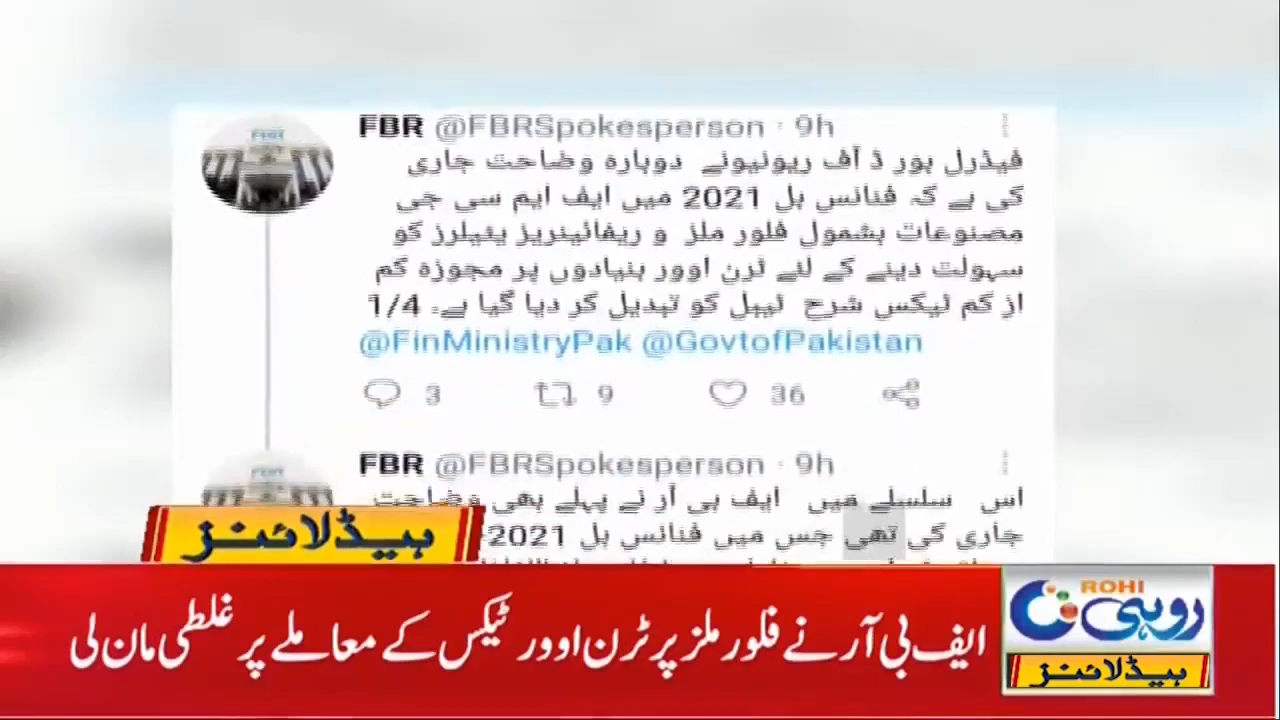 FBR @FBRSpokesperson · 9h
فیڈرل بور ڈ آف ریونیونے دوبارہ وضاحت جاری
کی ہے کہ فنانس بل 2021 میں ایف ایم سی جی
مصنوعات بشمول فلور ملز و ریفائینریز یٹیلرز کو
سہولت دینے کے لئے ٹرن اوور بنیادوں پر مجوزہ کم
از کم ٹیکس شرح ٹیبل کو تبدیل کر دیا گیا ہے۔ 1/4
@FinMinistryPak @GovtofPakistan
3 9 36
FBR @FBRSpokesperson · 9h
اس سلسلے میں ایف بی آر نے پہلے بھی وضاحت
جاری کی تھی جس میں فنانس بل 2021
ہیڈلائنز
ایف بی آر نے فلور ملز پر ٹرن اوور ٹیکس کے معاملے پر غلطی مان لی
ROHI
روہی
ہیڈلائنز